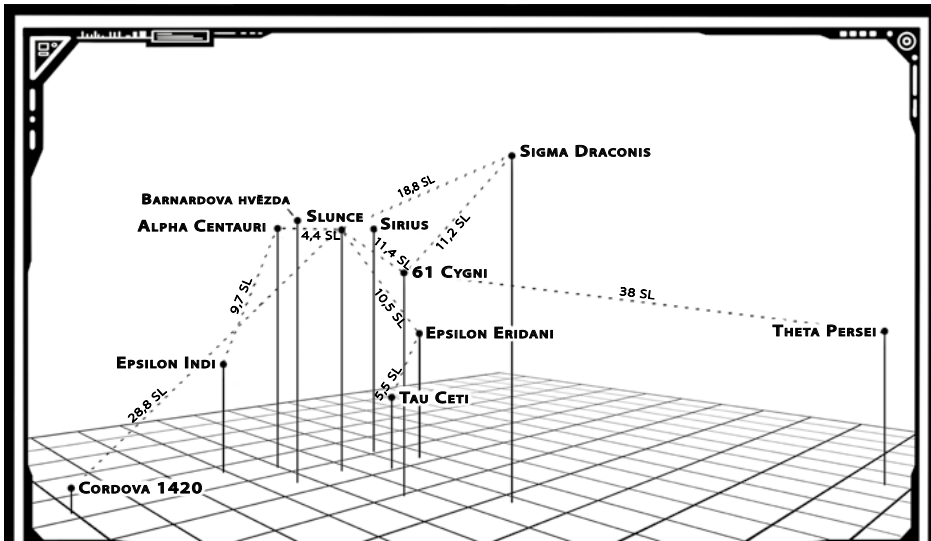 Sigma Draconis
18,8 SL
Barnardova hvězda
Slunce
Alpha Centauri
Sirius
4,4 SL
11,2 SL
11,4 SL
61 Cygni
9,7 SL
10,5 SL
38 SL
Epsilon Eridani
Theta Persei
Epsilon Indi
5,5 SL
Tau Ceti
28,8 SL
Cordova 1420